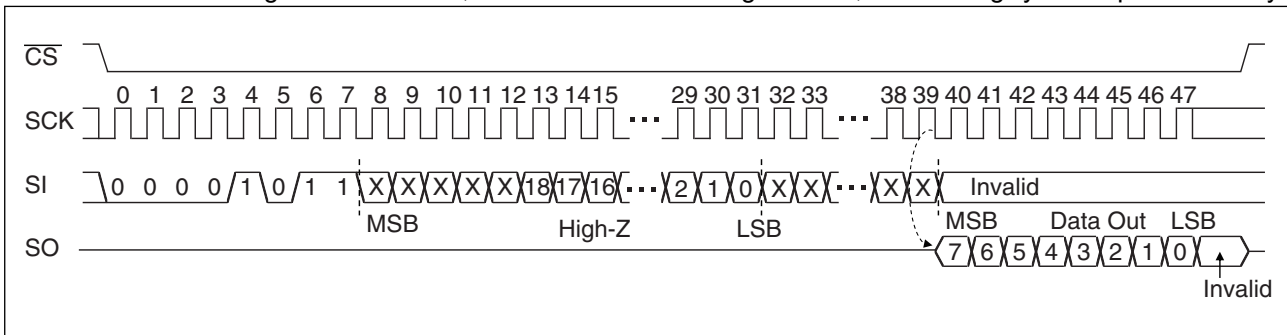 CS
0 1 2 3 4 5 6 7 8 9 10 11 12 13 14 15 29 30 31 32 33 38 39 40 41 42 43 44 45 46 47
SCK
SI 0 0 0 0 1 0 1 1 X X X X X 18 17 16 2 1 0 X X X X Invalid
MSB High-Z LSB MSB Data Out LSB
SO 7 6 5 4 3 2 1 0
Invalid